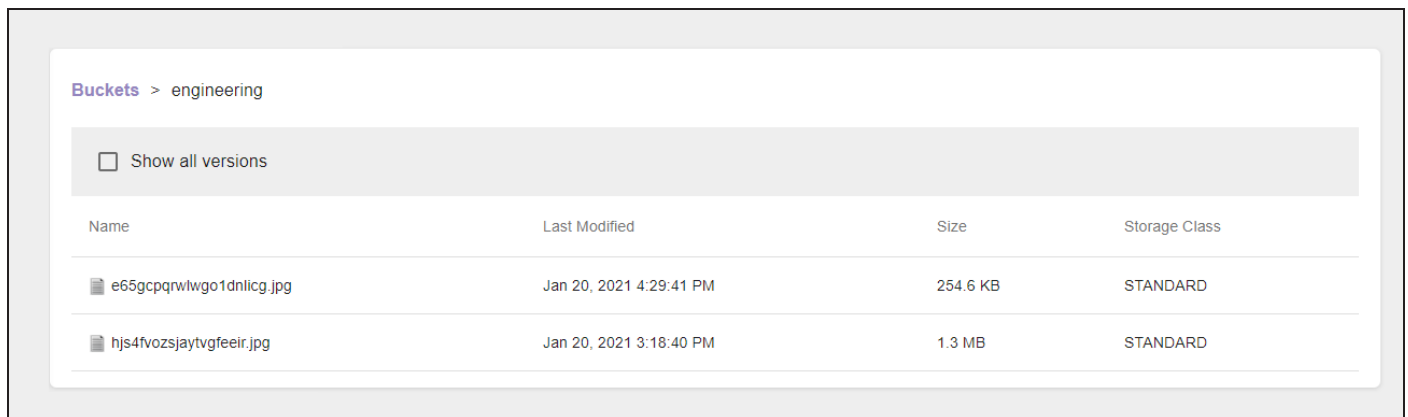 Buckets > engineering
Show all versions
Name Last Modified Size Storage Class
e65gcpqrwlwgo1dnlicg.jpg Jan 20, 2021 4:29:41 PM 254.6 KB STANDARD
hjs4fvozsjaytvgfeeir.jpg Jan 20, 2021 3:18:40 PM 1.3 MB STANDARD